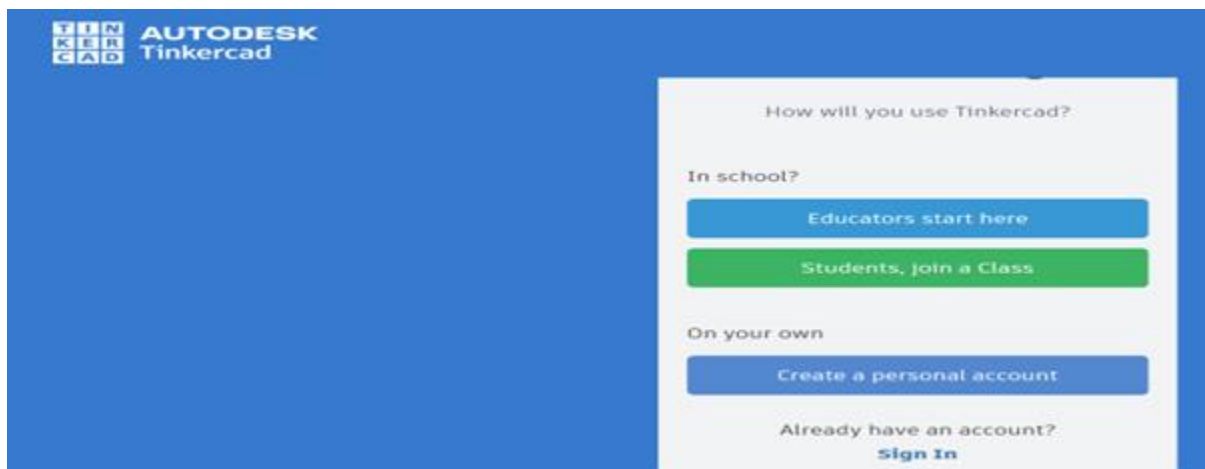 TIN
KER
CAD
AUTODESK
Tinkercad
How will you use Tinkercad?
In school?
Educators start here
Students, join a Class
On your own
Create a personal account
Already have an account?
Sign In